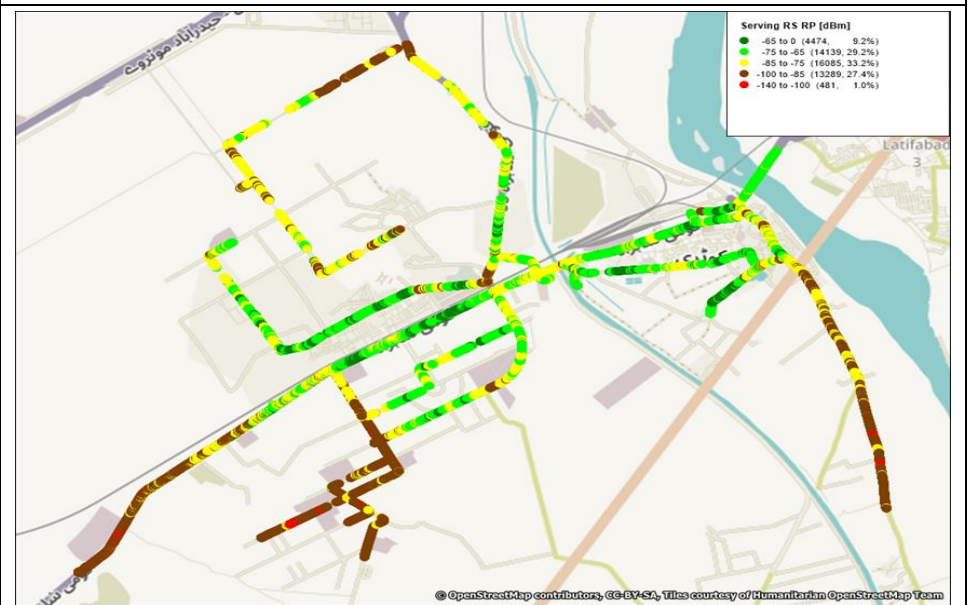 Serving RS RP [dBm]
-65 to 0 (4474, 9.2%)
-75 to -65 (14139, 29.2%)
-85 to -75 (16085, 33.2%)
-100 to -85 (13289, 27.4%)
-140 to -100 (481, 1.0%)
حیدرآباد موٹروے
Latifabad
3
© OpenStreetMap contributors, CC-BY-SA, Tiles courtesy of Humanitarian OpenStreetMap Team